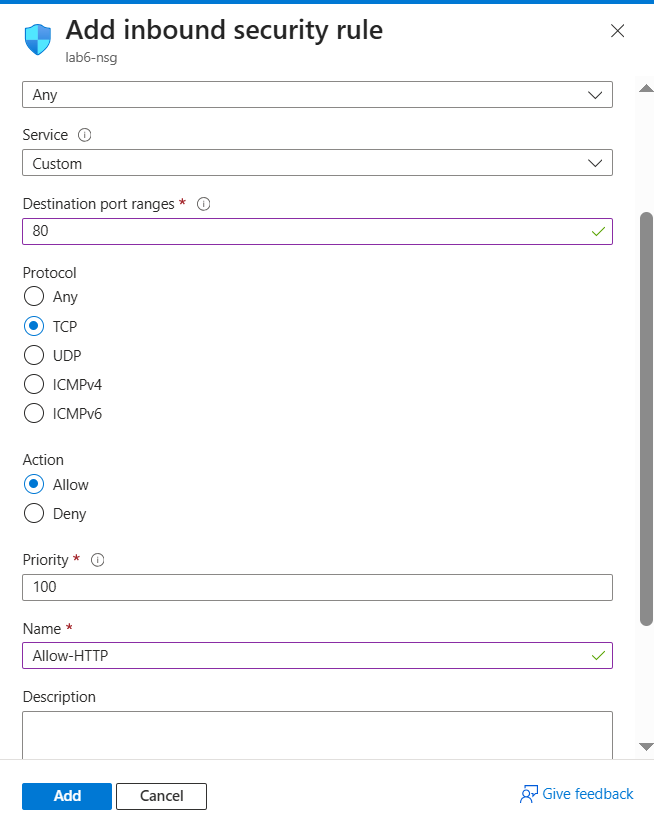 Add inbound security rule
lab6-nsg
Any
Service
Custom
Destination port ranges *
80
Protocol
Any
TCP
UDP
ICMPv4
ICMPv6
Action
Allow
Deny
Priority *
100
Name *
Allow-HTTP
Description
Add Cancel Give feedback